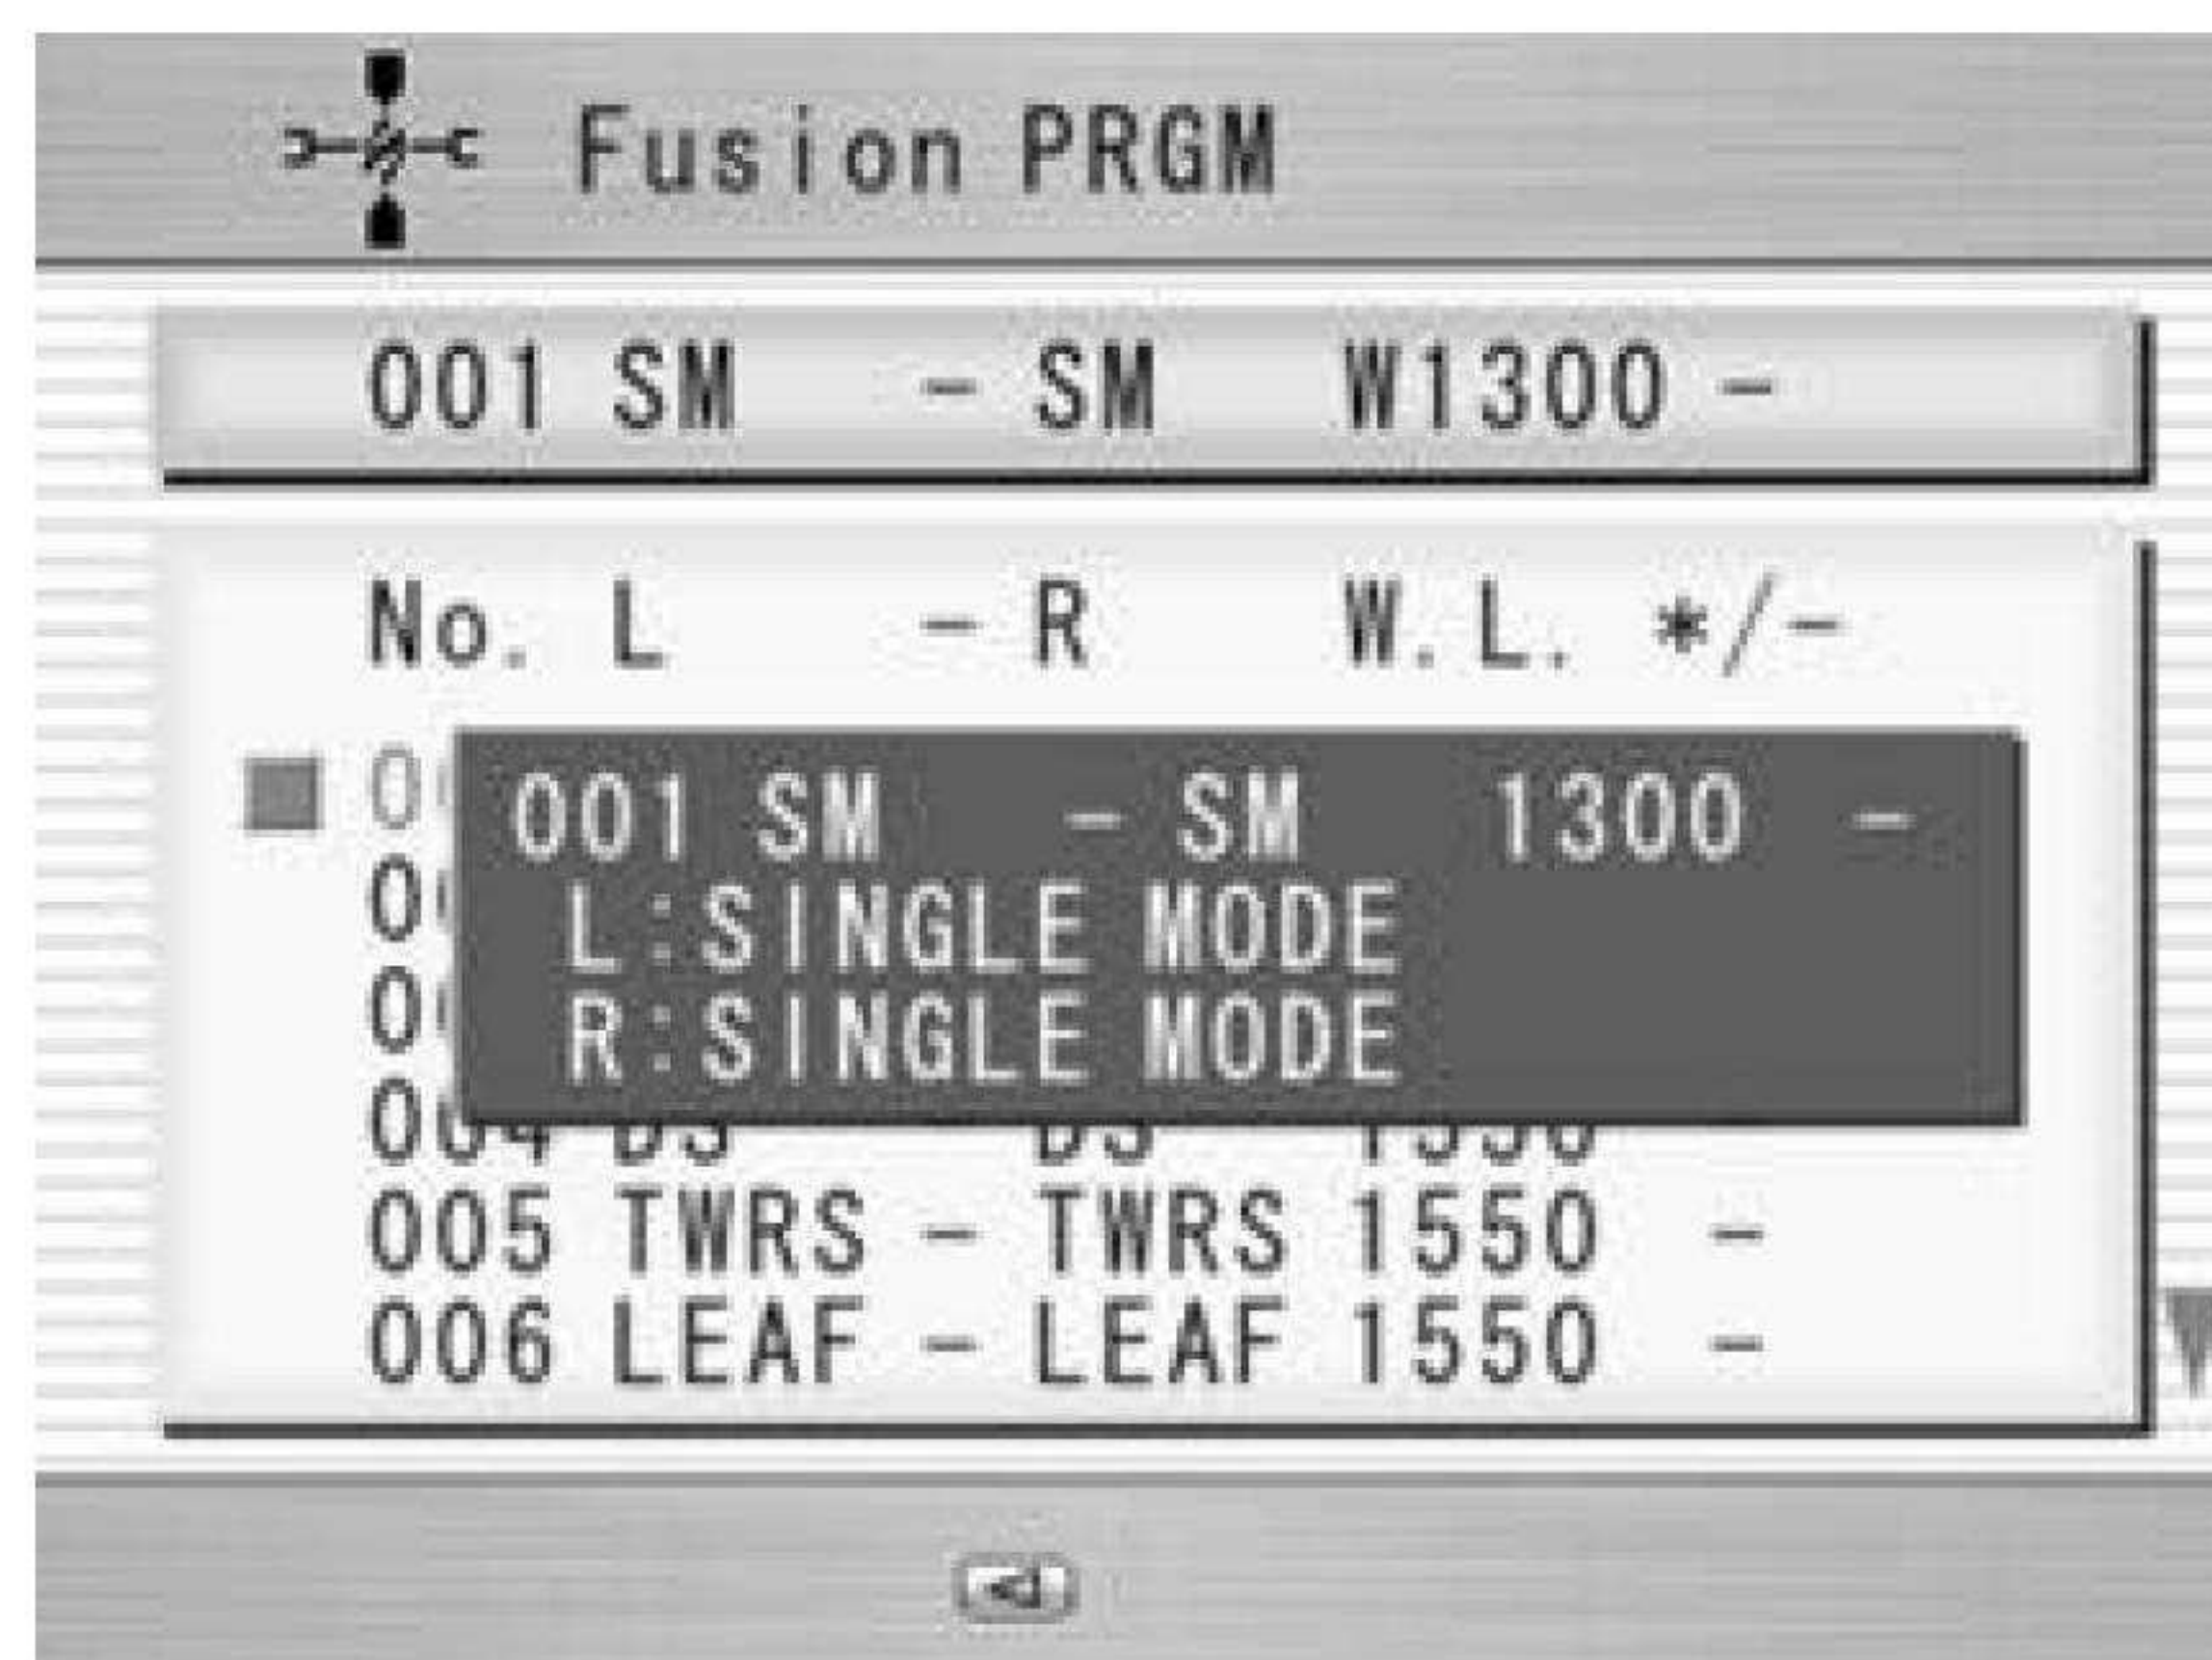 Fusion PRGM
001 SM - SM W1300 -
No. L - R W.L. */-
001 SM - SM 1300 -
L:SINGLE MODE
R:SINGLE MODE
005 TWRS - TWRS 1550 -
006 LEAF - LEAF 1550 -